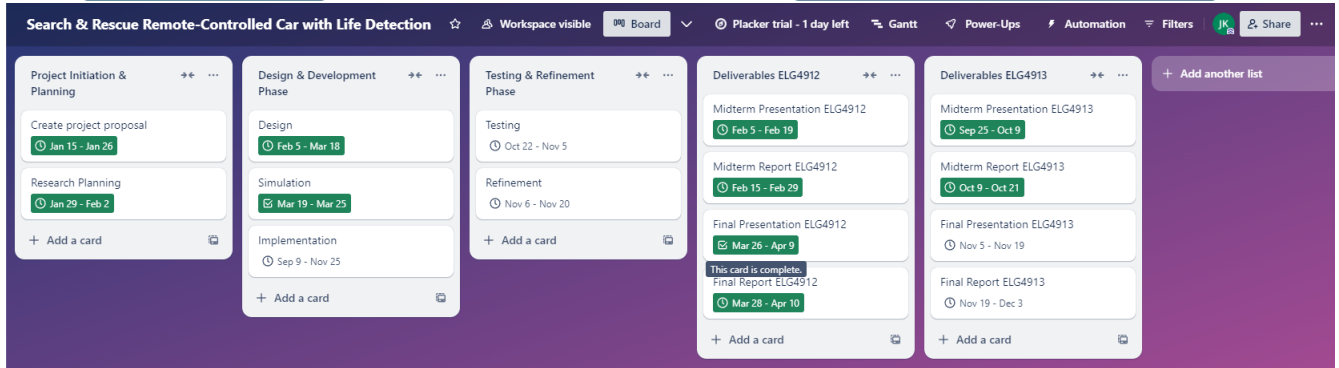 Search & Rescue Remote-Controlled Car with Life Detection
Workspace visible
Board
Placker trial - 1 day left
Gantt
Power-Ups
Automation
Filters
JK
Share
Project Initiation &
Planning
Create project proposal
Jan 15 - Jan 26
Research Planning
Jan 29 - Feb 2
+ Add a card
Design & Development
Phase
Design
Feb 5 - Mar 18
Simulation
Mar 19 - Mar 25
Implementation
Sep 9 - Nov 25
+ Add a card
Testing & Refinement
Phase
Testing
Oct 22 - Nov 5
Refinement
Nov 6 - Nov 20
+ Add a card
Deliverables ELG4912
Midterm Presentation ELG4912
Feb 5 - Feb 19
Midterm Report ELG4912
Feb 15 - Feb 29
Final Presentation ELG4912
Mar 26 - Apr 9
This card is complete.
Final Report ELG4912
Mar 28 - Apr 10
+ Add a card
Deliverables ELG4913
Midterm Presentation ELG4913
Sep 25 - Oct 9
Midterm Report ELG4913
Oct 9 - Oct 21
Final Presentation ELG4913
Nov 5 - Nov 19
Final Report ELG4913
Nov 19 - Dec 3
+ Add a card
+ Add another list